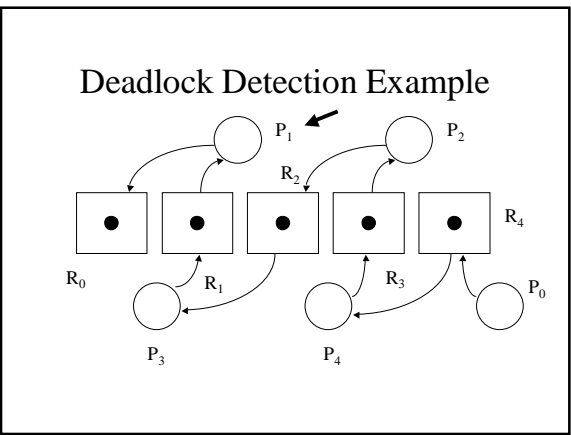 Deadlock Detection Example
P₁
P₂
R₂
R₄
R₀
R₁
R₃
P₀
P₃
P₄